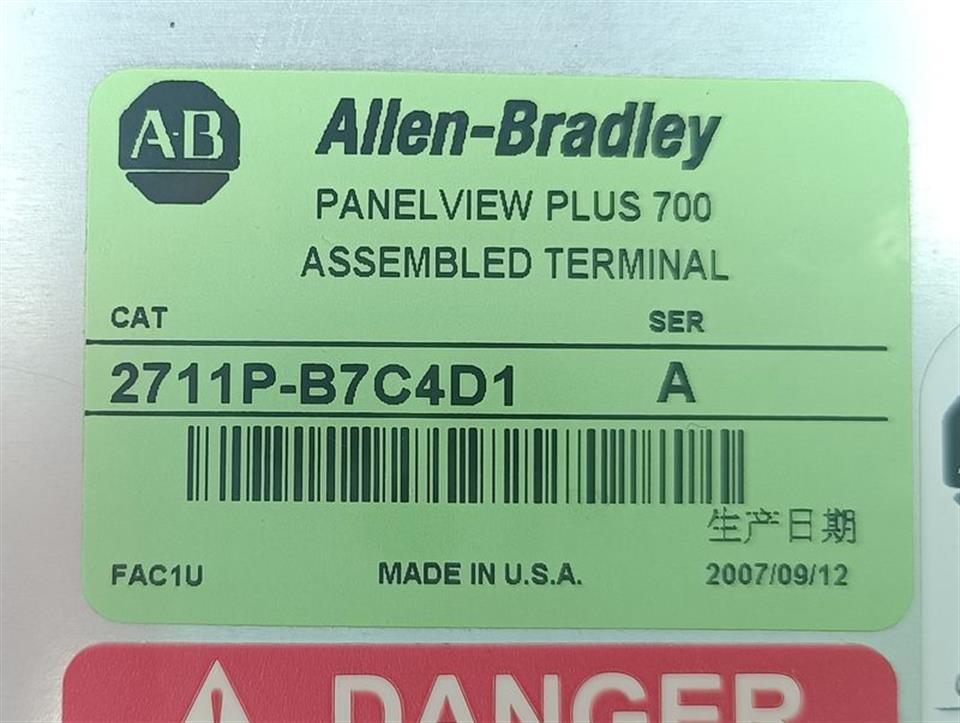 A-B Allen-Bradley
PANELVIEW PLUS 700
ASSEMBLED TERMINAL
CAT SER
2711P-B7C4D1 A
生产日期
FAC1U MADE IN U.S.A. 2007/09/12
DANGER